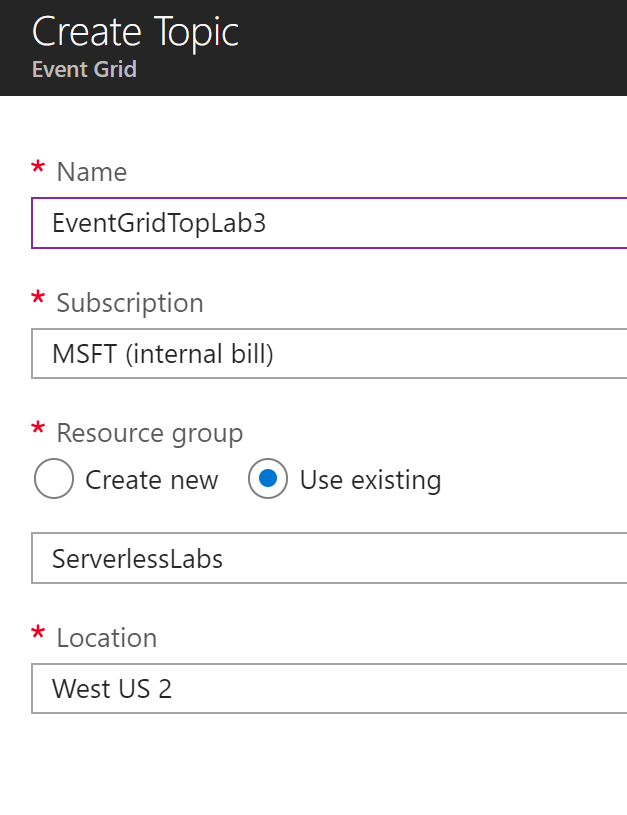 Create Topic
Event Grid
* Name
EventGridTopLab3
* Subscription
MSFT (internal bill)
* Resource group
Create new Use existing
ServerlessLabs
* Location
West US 2